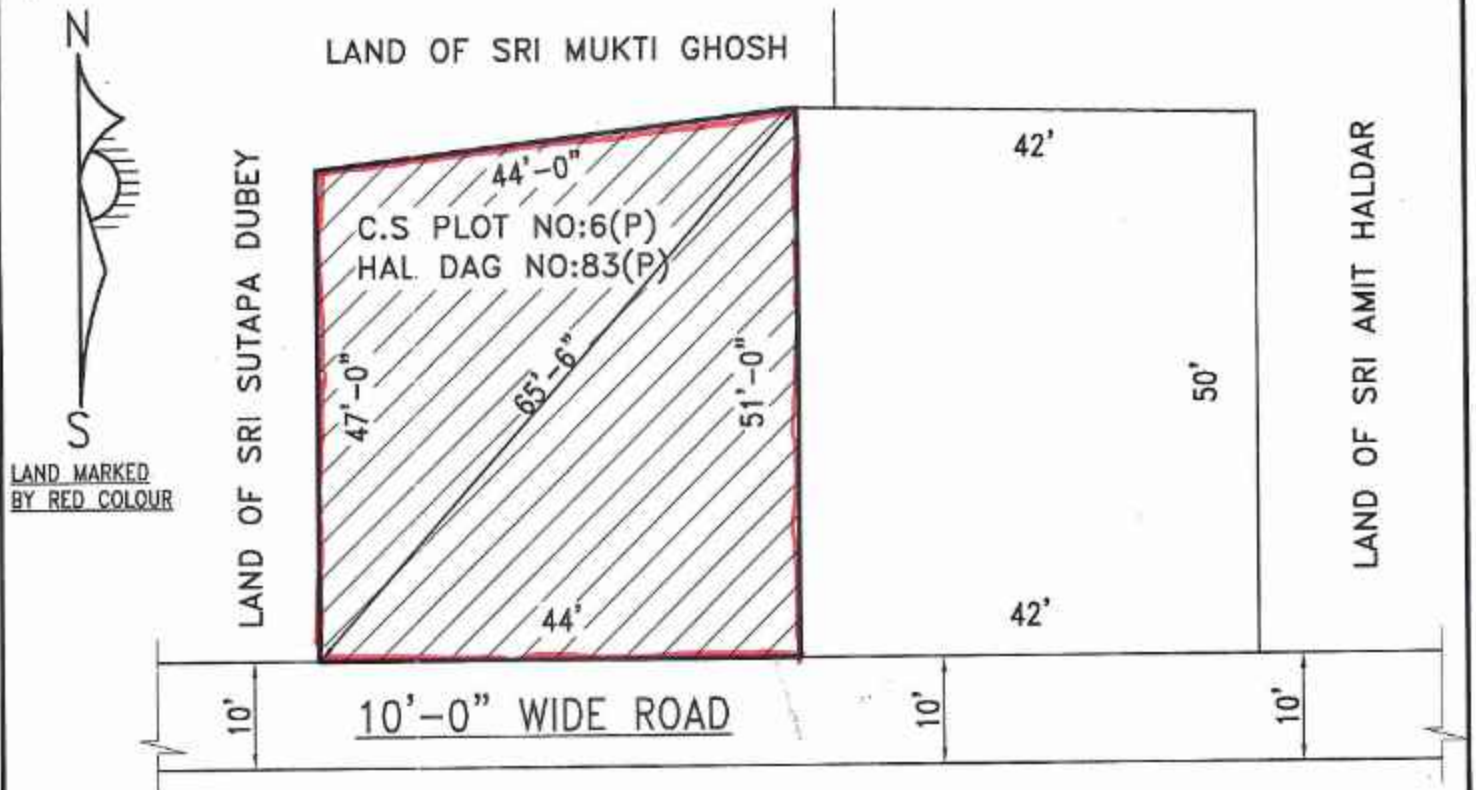 N
LAND OF SRI MUKTI GHOSH
44'-0"
42'
C.S PLOT NO:6(P)
HAL DAG NO:83(P)
LAND OF SRI SUTAPA DUBEY
47'-0"
65'-6"
51'-0"
50'
LAND OF SRI AMIT HALDAR
S
LAND MARKED
BY RED COLOUR
44'
42'
10'
10'-0" WIDE ROAD
10'
10'